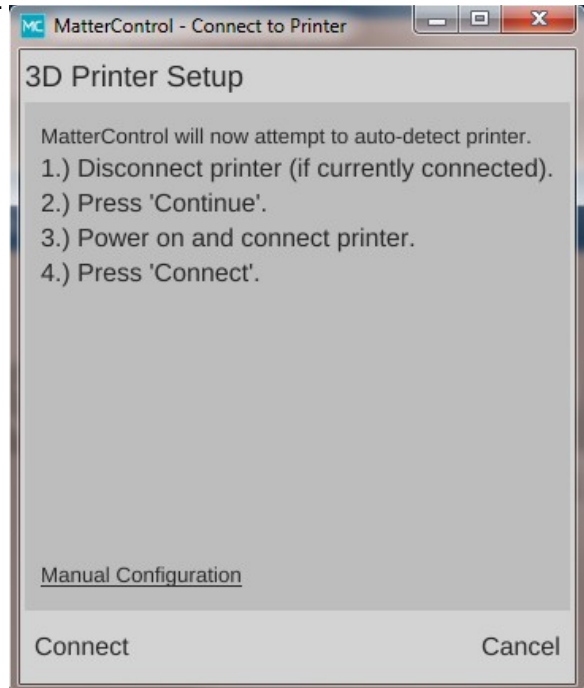 MC MatterControl - Connect to Printer
3D Printer Setup
MatterControl will now attempt to auto-detect printer.
1.) Disconnect printer (if currently connected).
2.) Press 'Continue'.
3.) Power on and connect printer.
4.) Press 'Connect'.
Manual Configuration
Connect Cancel